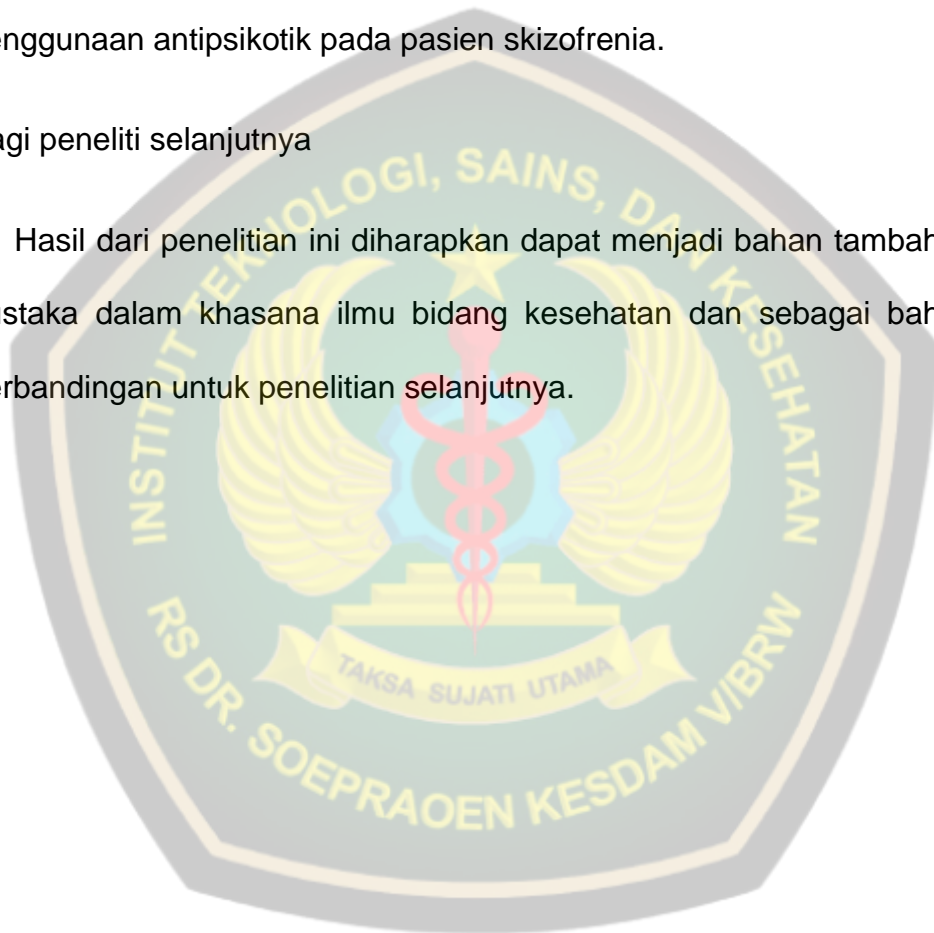 enggunaan antipsikotik pada pasien skizofrenia.
agi peneliti selanjutnya
Hasil dari penelitian ini diharapkan dapat menjadi bahan tambah
ustaka dalam khasana ilmu bidang kesehatan dan sebagai bah
erbandingan untuk penelitian selanjutnya.
INSTITUT TEKNOLOGI, SAINS, DAN KESEHATAN
TAKSA SUJATI UTAMA
RS DR. SOEPRAOEN KESDAM V/BRW